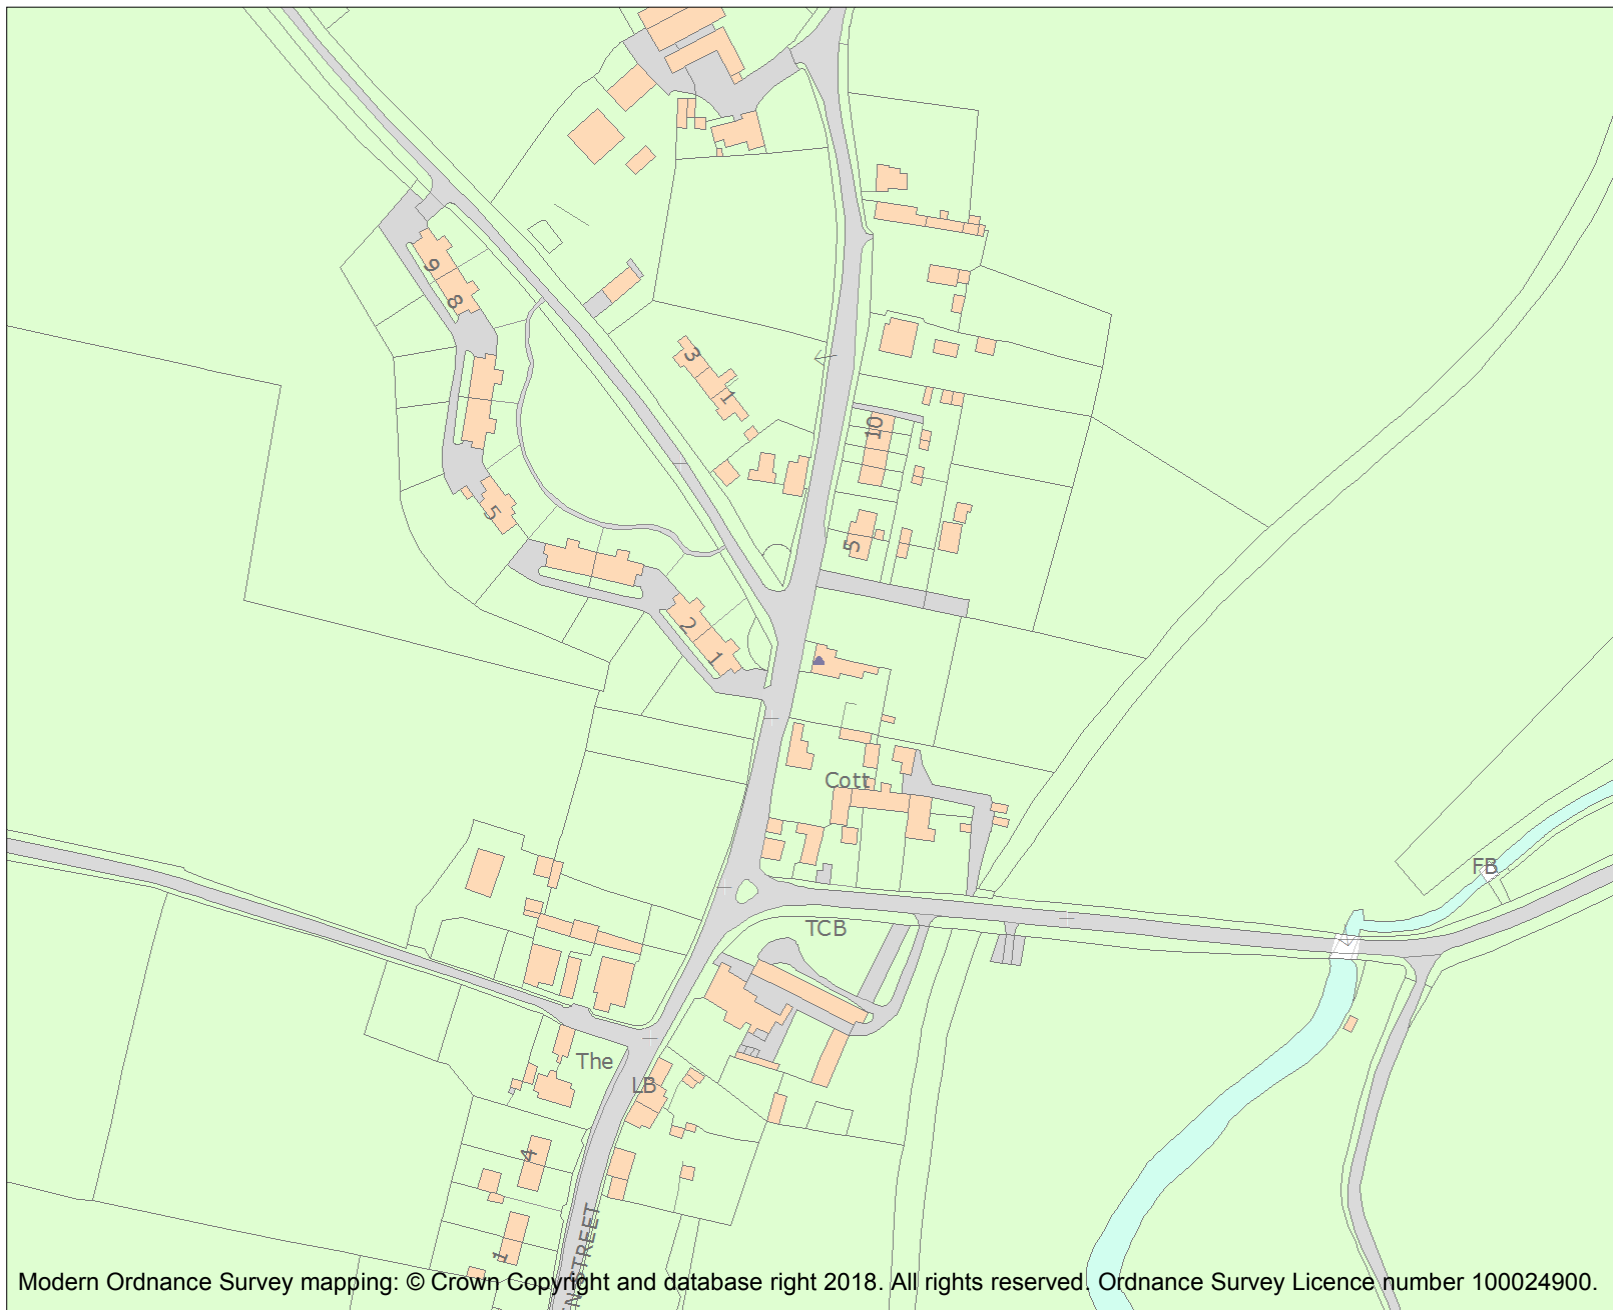 9
8
3
1
10
5
5
2
1
Cott
FB
TCB
The
LB
4
1
STREET
Modern Ordnance Survey mapping: © Crown Copyright and database right 2018. All rights reserved. Ordnance Survey Licence number 100024900.